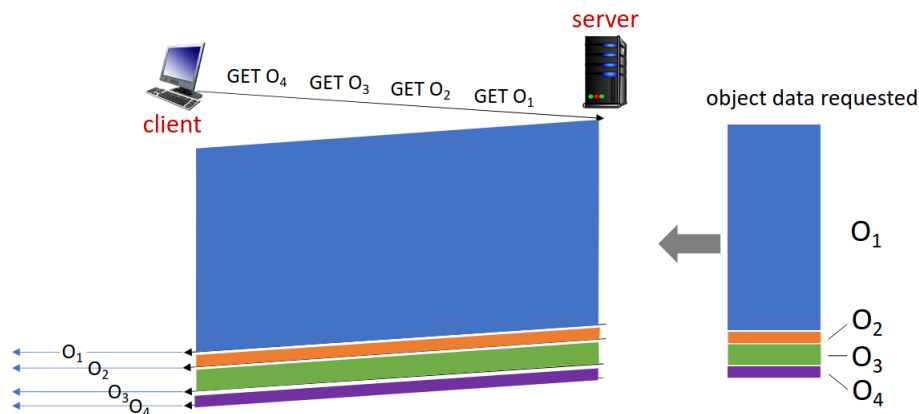 server
client
GET O₄
GET O₃
GET O₂
GET O₁
object data requested
O₁
O₂
O₃
O₄
O₁
O₂
O₃
O₄